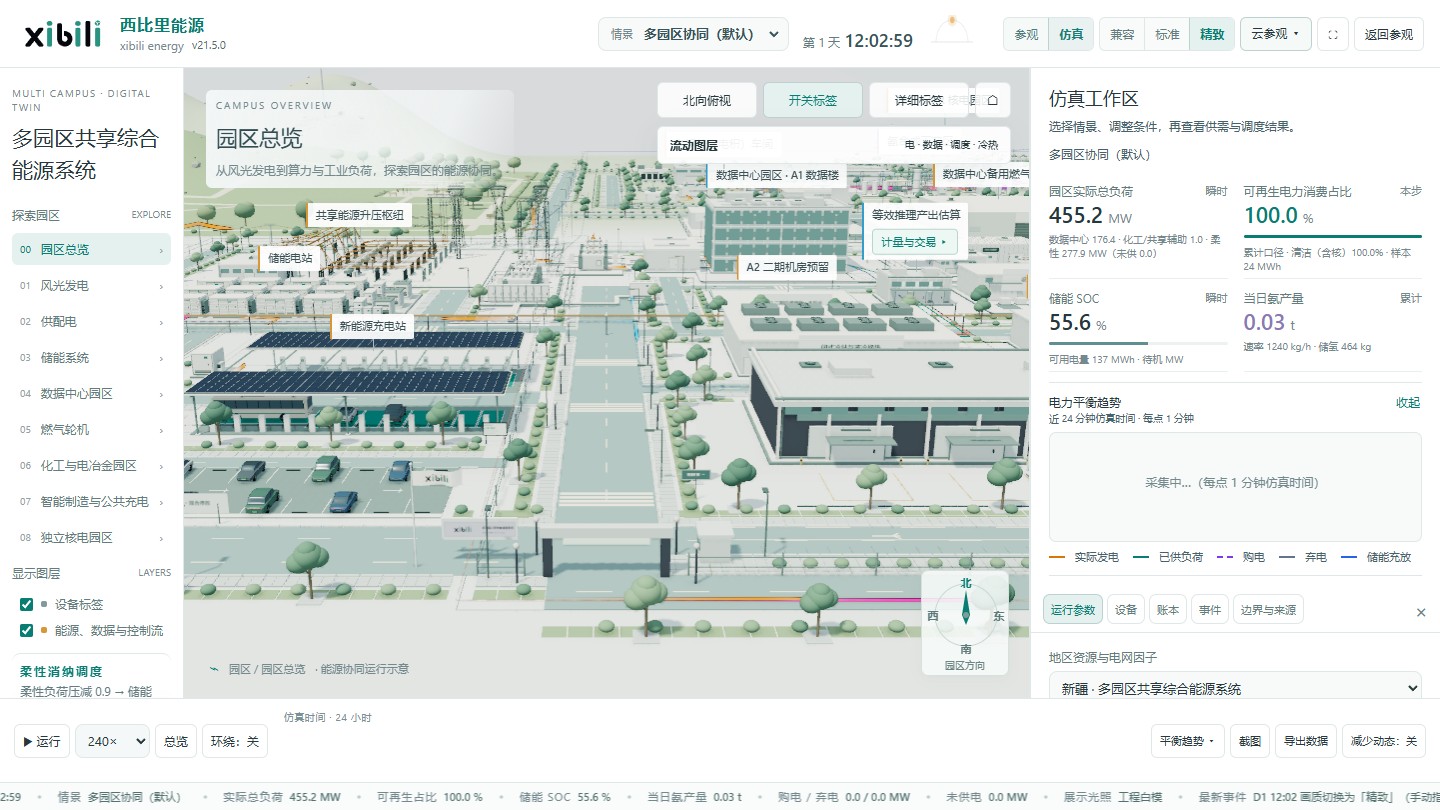 xibili
西比里能源
xibili energy v21.5.0
情景 多园区协同（默认）
第 1 天 12:02:59
参观 仿真
兼容 标准 精致
云参观
返回参观
MULTI CAMPUS · DIGITAL
TWIN
多园区共享综合
能源系统
探索园区 EXPLORE
00 园区总览 ›
01 风光发电 ›
02 供配电 ›
03 储能系统 ›
04 数据中心园区 ›
05 燃气轮机 ›
06 化工与电冶金园区 ›
07 智能制造与公共充电 ›
08 独立核电园区 ›
显示图层 LAYERS
设备标签
能源、数据与控制流
柔性消纳调度
柔性负荷压减 0.9 → 储能
CAMPUS OVERVIEW
园区总览
从风光发电到算力与工业负荷，探索园区的能源协同。
北向俯视 开关标签 详细标签
流动图层 电 · 数据 · 调度 · 冷热
数据中心园区 · A1 数据楼
数据中心备用燃气
共享能源升压枢纽
等效推理产出估算
计量与交易
储能电站
A2 二期机房预留
新能源充电站
xibili
xibili
北
西 东
南
园区方向
园区 / 园区总览 · 能源协同运行示意
仿真工作区
选择情景、调整条件，再查看供需与调度结果。
多园区协同（默认）
园区实际总负荷 瞬时
455.2 MW
数据中心 176.4 · 化工/共享辅助 1.0 · 柔
性 277.9 MW（未供 0.0）
可再生电力消费占比 本步
100.0 %
累计口径 · 清洁（含核）100.0% · 样本
24 MWh
储能 SOC 瞬时
55.6 %
可用电量 137 MWh · 待机 MW
当日氨产量 累计
0.03 t
速率 1240 kg/h · 储氢 464 kg
电力平衡趋势 收起
近 24 分钟仿真时间 · 每点 1 分钟
采集中…（每点 1 分钟仿真时间）
实际发电 已供负荷 购电 弃电 储能充放
运行参数 设备 账本 事件 边界与来源 ×
地区资源与电网因子
新疆 · 多园区共享综合能源系统
仿真时间 · 24 小时
▶ 运行 240× 总览 环绕：关
平衡趋势 截图 导出数据 减少动态：关
2:59 • 情景 多园区协同（默认） • 实际总负荷 455.2 MW • 可再生占比 100.0 % • 储能 SOC 55.6 % • 当日氨产量 0.03 t • 购电 / 弃电 0.0 / 0.0 MW • 未供电 0.0 MW • 展示光照 工程白模 • 最新事件 D1 12:02 画质切换为「精致」（手动指